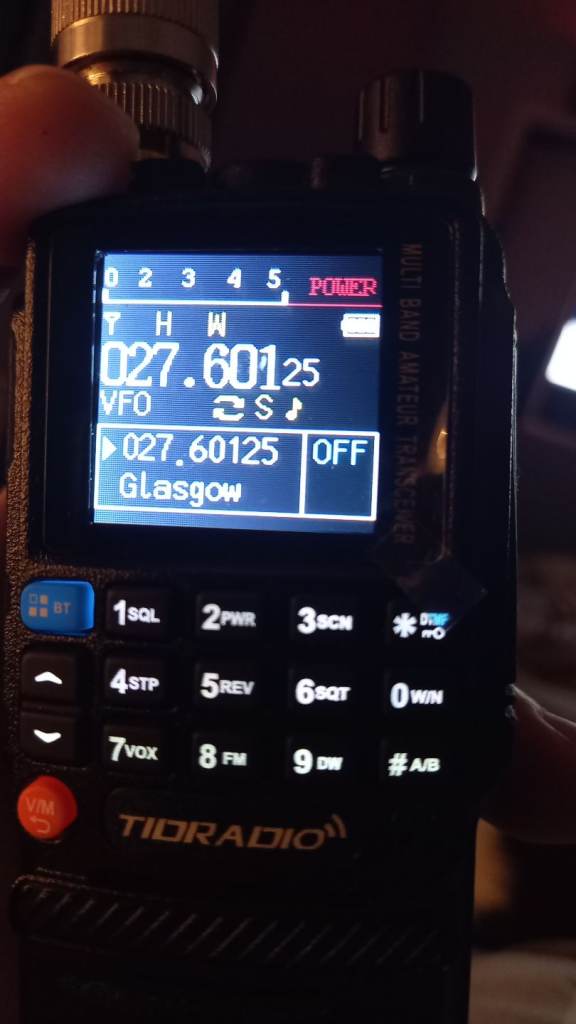 0 2 3 4 5 POWER
H W
027.60125
VFO S
027.60125 OFF
Glasgow
MULTI BAND AMATEUR TRANSCEIVER
BT 1SQL 2PWR 3SCN * DTMF
4STP 5REV 6SQT 0W/N
7VOX 8FM 9DW #A/B
V/M
TIDRADIO